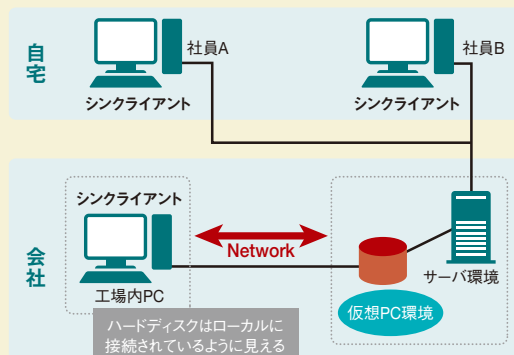 自宅
社員A
社員B
シンクライアント
シンクライアント
会社
シンクライアント
Network
工場内PC
サーバ環境
仮想PC環境
ハードディスクはローカルに
接続されているように見える